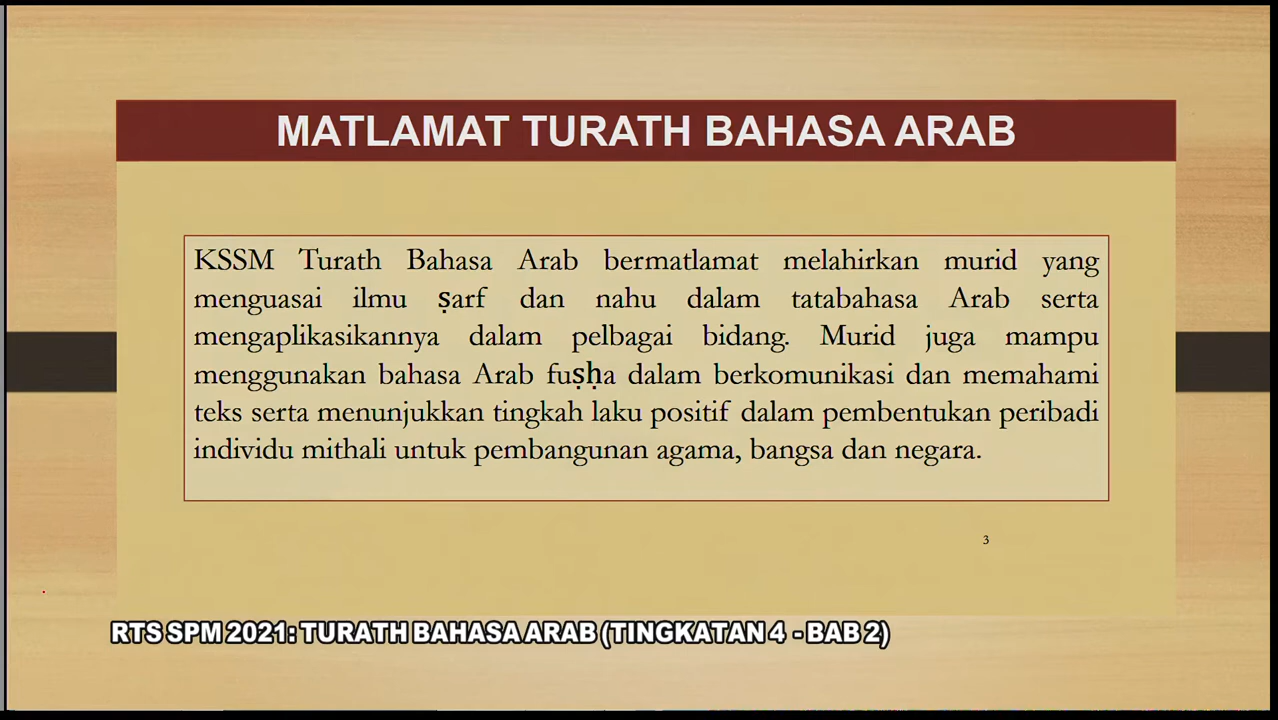 MATLAMAT TURATH BAHASA ARAB
KSSM Turath Bahasa Arab bermatlamat melahirkan murid yang
menguasai ilmu ṣarf dan nahu dalam tatabahasa Arab serta
mengaplikasikannya dalam pelbagai bidang. Murid juga mampu
menggunakan bahasa Arab fuṣḥa dalam berkomunikasi dan memahami
teks serta menunjukkan tingkah laku positif dalam pembentukan peribadi
individu mithali untuk pembangunan agama, bangsa dan negara.
3
RTS SPM 2021: TURATH BAHASA ARAB (TINGKATAN 4 - BAB 2)